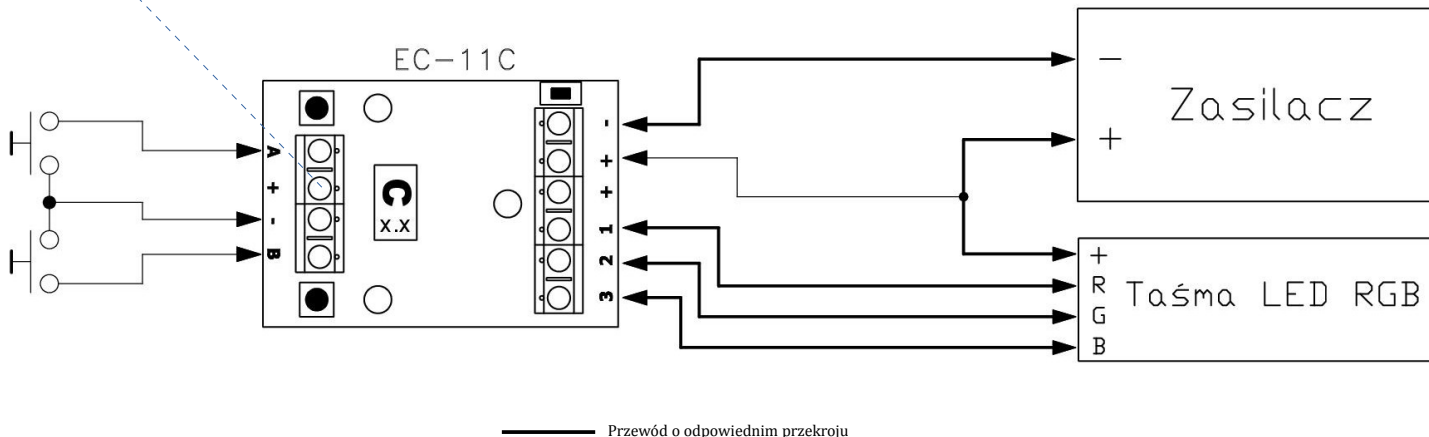 EC-11C
A
+
-
B
C
x.x
-
+
+
1
2
3
-
+
Zasilacz
+
R
G
B
Taśma LED RGB
Przewód o odpowiednim przekroju